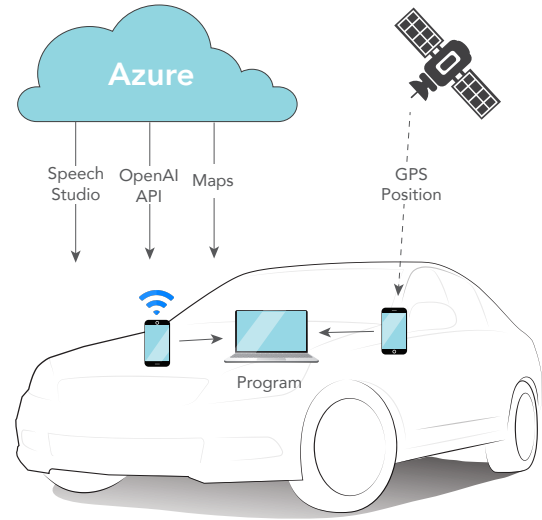 Azure
Speech
Studio
OpenAI
API
Maps
GPS
Position
Program